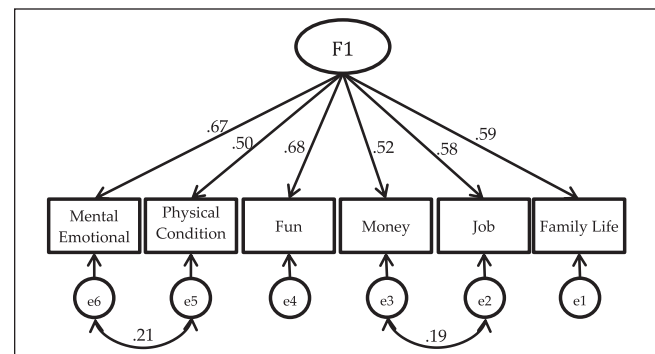 F1
.67
.50
.68
.52
.58
.59
Mental
Emotional
Physical
Condition
Fun
Money
Job
Family Life
e6
e5
e4
e3
e2
e1
.21
.19